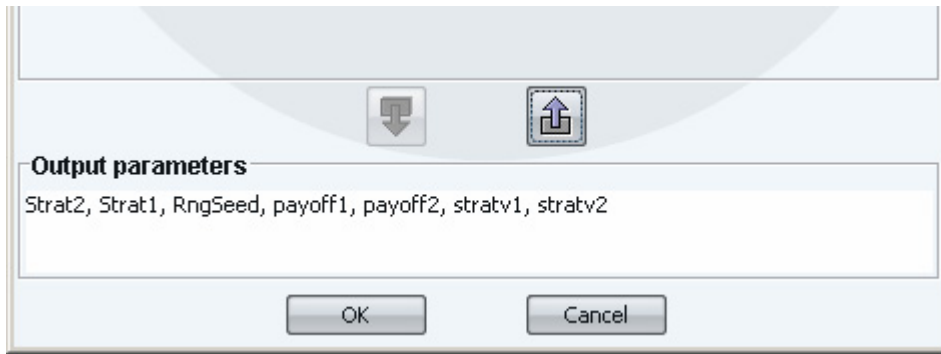 Output parameters
Strat2, Strat1, RngSeed, payoff1, payoff2, stratv1, stratv2
OK
Cancel